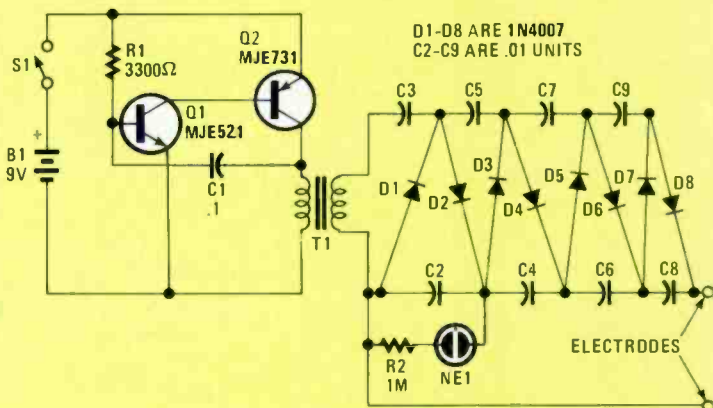 D1-D8 ARE 1N4007
C2-C9 ARE .01 UNITS
S1
R1
3300Ω
Q2
MJE731
Q1
MJE521
+
B1
9V
C1
.1
T1
C3
C5
C7
C9
D1
D2
D3
D4
D5
D6
D7
D8
C2
C4
C6
C8
R2
1M
NE1
ELECTRDDES